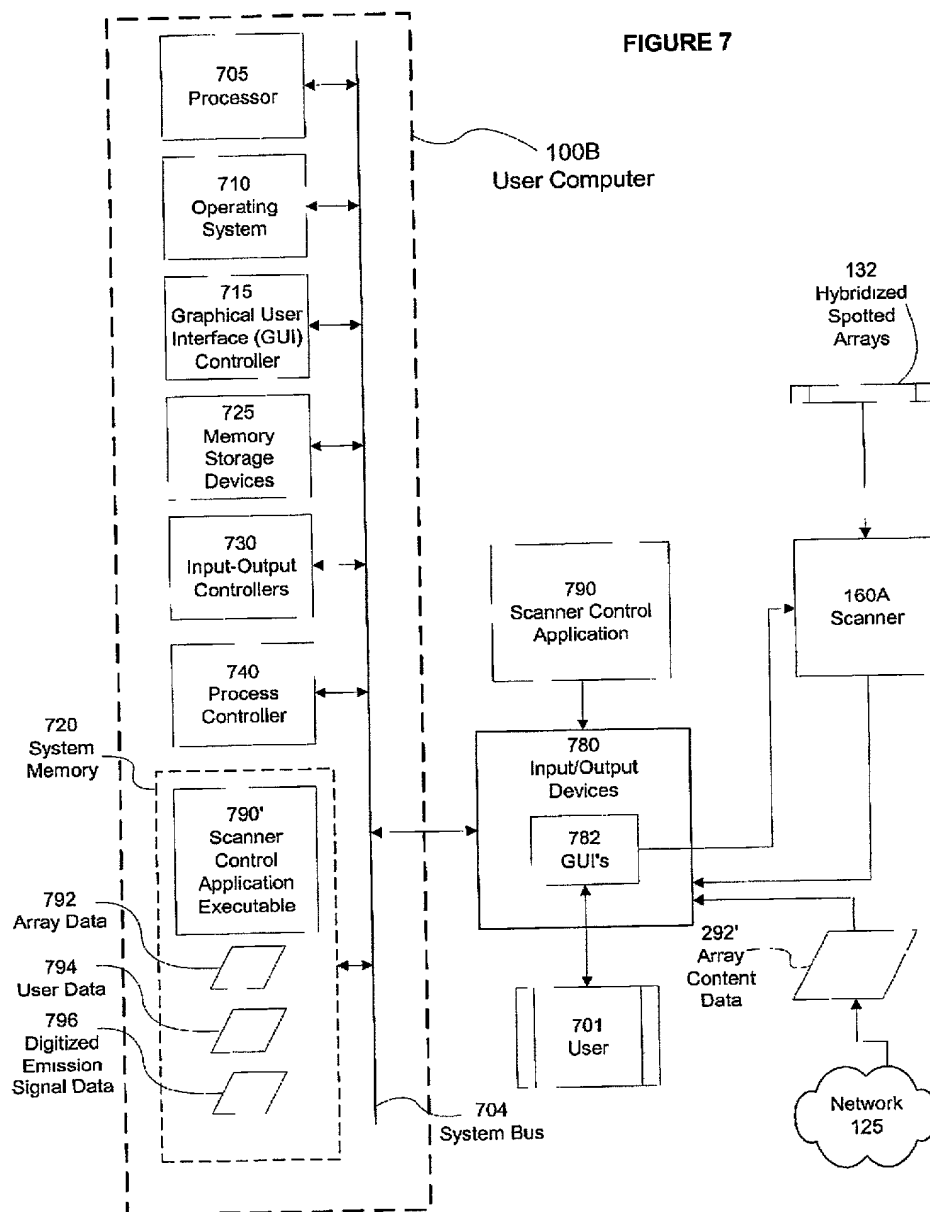 FIGURE 7
705
Processor
100B
User Computer
710
Operating
System
715
Graphical User
Interface (GUI)
Controller
132
Hybridized
Spotted
Arrays
725
Memory
Storage
Devices
730
Input-Output
Controllers
790
Scanner Control
Application
160A
Scanner
740
Process
Controller
720
System
Memory
780
Input/Output
Devices
782
GUI's
790'
Scanner
Control
Application
Executable
792
Array Data
794
User Data
796
Digitized
Emission
Signal Data
292'
Array
Content
Data
701
User
704
System Bus
Network
125